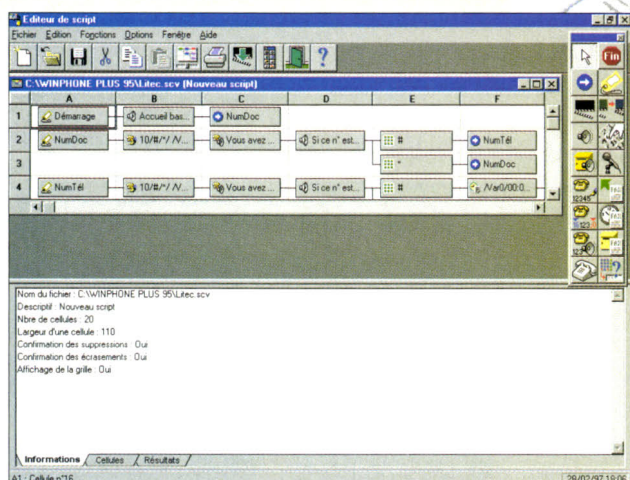 Editeur de script
Fichier Edition Fonctions Options Fenêtre Aide
C:\WINPHONE PLUS 95\Litec.scv (Nouveau script)
A B C D E F
1 Démarrage Accueil bas... NumDoc
2 NumDoc 10/#/*/ /V... Vous avez ... Si ce n° est... # NumTél
3 * NumDoc
4 NumTél 10/#/*/ /V... Vous avez ... Si ce n° est... # /Var0/00:0...
Fin
12345
123
Nom du fichier : C:\WINPHONE PLUS 95\Litec.scv
Descriptif : Nouveau script
Nbre de cellules : 20
Largeur d'une cellule : 110
Confirmation des suppressions : Oui
Confirmation des écrasements : Oui
Affichage de la grille : Oui
Informations Cellules Résultats
A1 : Cellule n°16 28/02/97 19:06